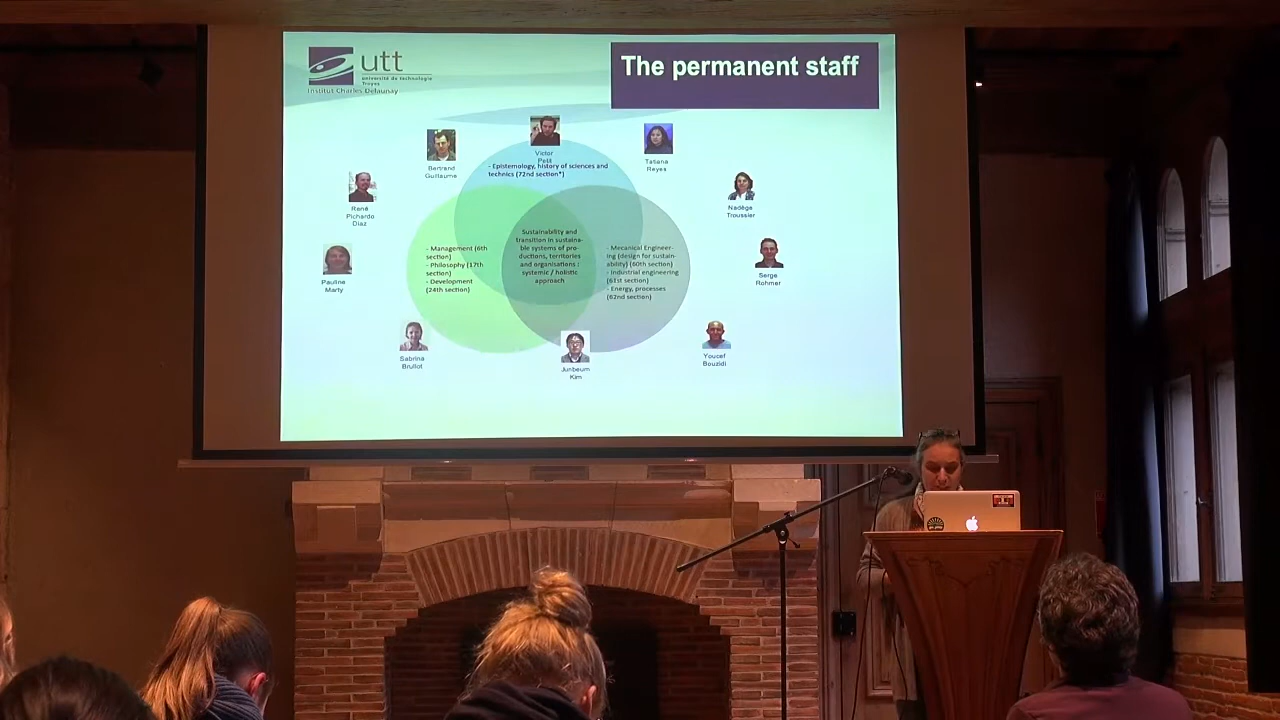 utt
université de technologie
Troyes
Institut Charles Delaunay
The permanent staff
Victor
Petit
Bertrand
Guillaume
Tatiana
Reyes
René
Pichardo
Diaz
Nadège
Troussier
Pauline
Marty
Serge
Rohmer
Sabrina
Brullot
Junbeum
Kim
Youcef
Bouzidi
- Epistemology, history of sciences and
technics (72nd section*)
- Management (6th
section)
- Philosophy (17th
section)
- Development
(24th section)
Sustainability and
transition in sustaina-
ble systems of pro-
ductions, territories
and organisations :
systemic / holistic
approach
- Mecanical Engineer-
ing (design for sustain-
ability) (60th section)
- Industrial engineering
(61st section)
- Energy, processes
(62nd section)